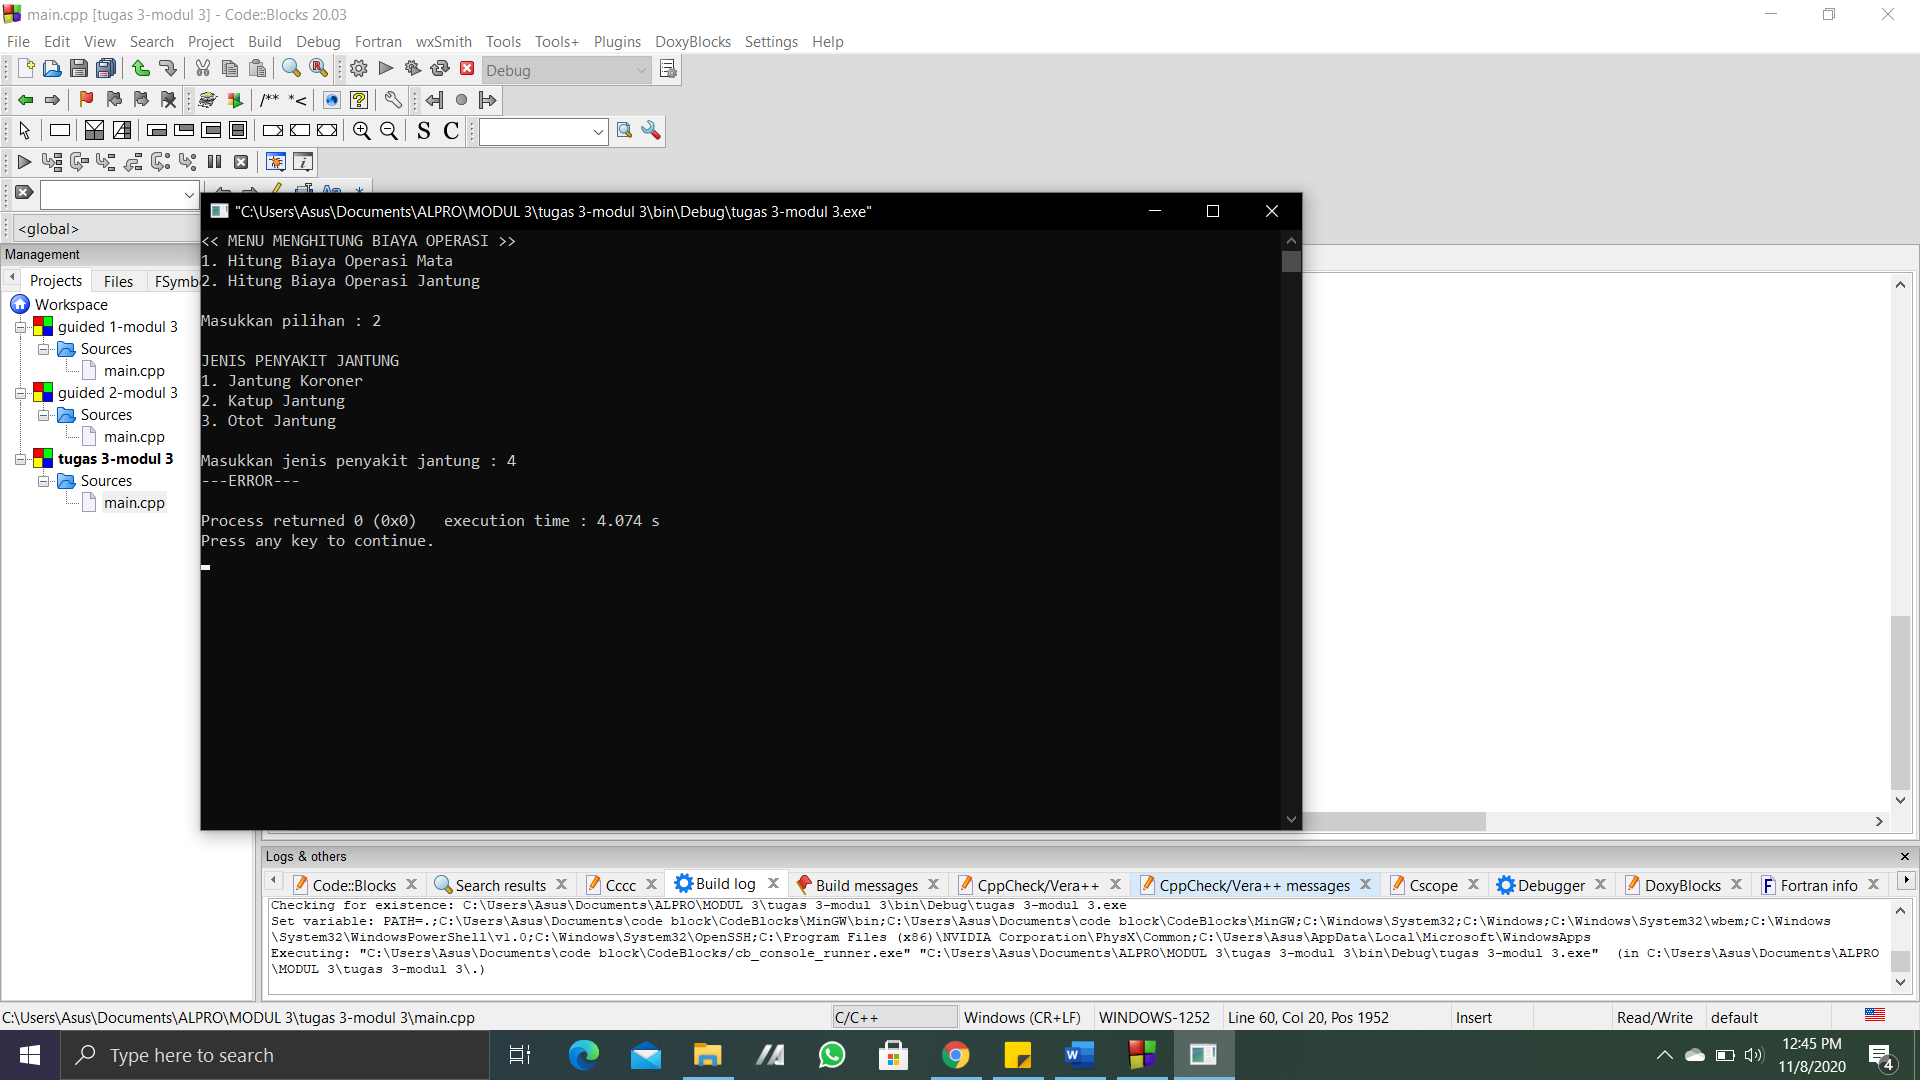 main.cpp [tugas 3-modul 3] - Code::Blocks 20.03
File Edit View Search Project Build Debug Fortran wxSmith Tools Tools+ Plugins DoxyBlocks Settings Help
Debug
/** *<
S C
<global>
Management
Projects Files FSymb
Workspace
guided 1-modul 3
Sources
main.cpp
guided 2-modul 3
Sources
main.cpp
tugas 3-modul 3
Sources
main.cpp
"C:\Users\Asus\Documents\ALPRO\MODUL 3\tugas 3-modul 3\bin\Debug\tugas 3-modul 3.exe"
<< MENU MENGHITUNG BIAYA OPERASI >>
1. Hitung Biaya Operasi Mata
2. Hitung Biaya Operasi Jantung
Masukkan pilihan : 2
JENIS PENYAKIT JANTUNG
1. Jantung Koroner
2. Katup Jantung
3. Otot Jantung
Masukkan jenis penyakit jantung : 4
---ERROR---
Process returned 0 (0x0)   execution time : 4.074 s
Press any key to continue.
Logs & others
Code::Blocks Search results Cccc Build log Build messages CppCheck/Vera++ CppCheck/Vera++ messages Cscope Debugger DoxyBlocks Fortran info
Checking for existence: C:\Users\Asus\Documents\ALPRO\MODUL 3\tugas 3-modul 3\bin\Debug\tugas 3-modul 3.exe
Set variable: PATH=.;C:\Users\Asus\Documents\code block\CodeBlocks\MinGW\bin;C:\Users\Asus\Documents\code block\CodeBlocks\MinGW;C:\Windows\System32;C:\Windows;C:\Windows\System32\wbem;C:\Windows
\System32\WindowsPowerShell\v1.0;C:\Windows\System32\OpenSSH;C:\Program Files (x86)\NVIDIA Corporation\PhysX\Common;C:\Users\Asus\AppData\Local\Microsoft\WindowsApps
Executing: "C:\Users\Asus\Documents\code block\CodeBlocks/cb_console_runner.exe" "C:\Users\Asus\Documents\ALPRO\MODUL 3\tugas 3-modul 3\bin\Debug\tugas 3-modul 3.exe"  (in C:\Users\Asus\Documents\ALPRO
\MODUL 3\tugas 3-modul 3\.)
C:\Users\Asus\Documents\ALPRO\MODUL 3\tugas 3-modul 3\main.cpp C/C++ Windows (CR+LF) WINDOWS-1252 Line 60, Col 20, Pos 1952 Insert Read/Write default
Type here to search
12:45 PM
11/8/2020
4